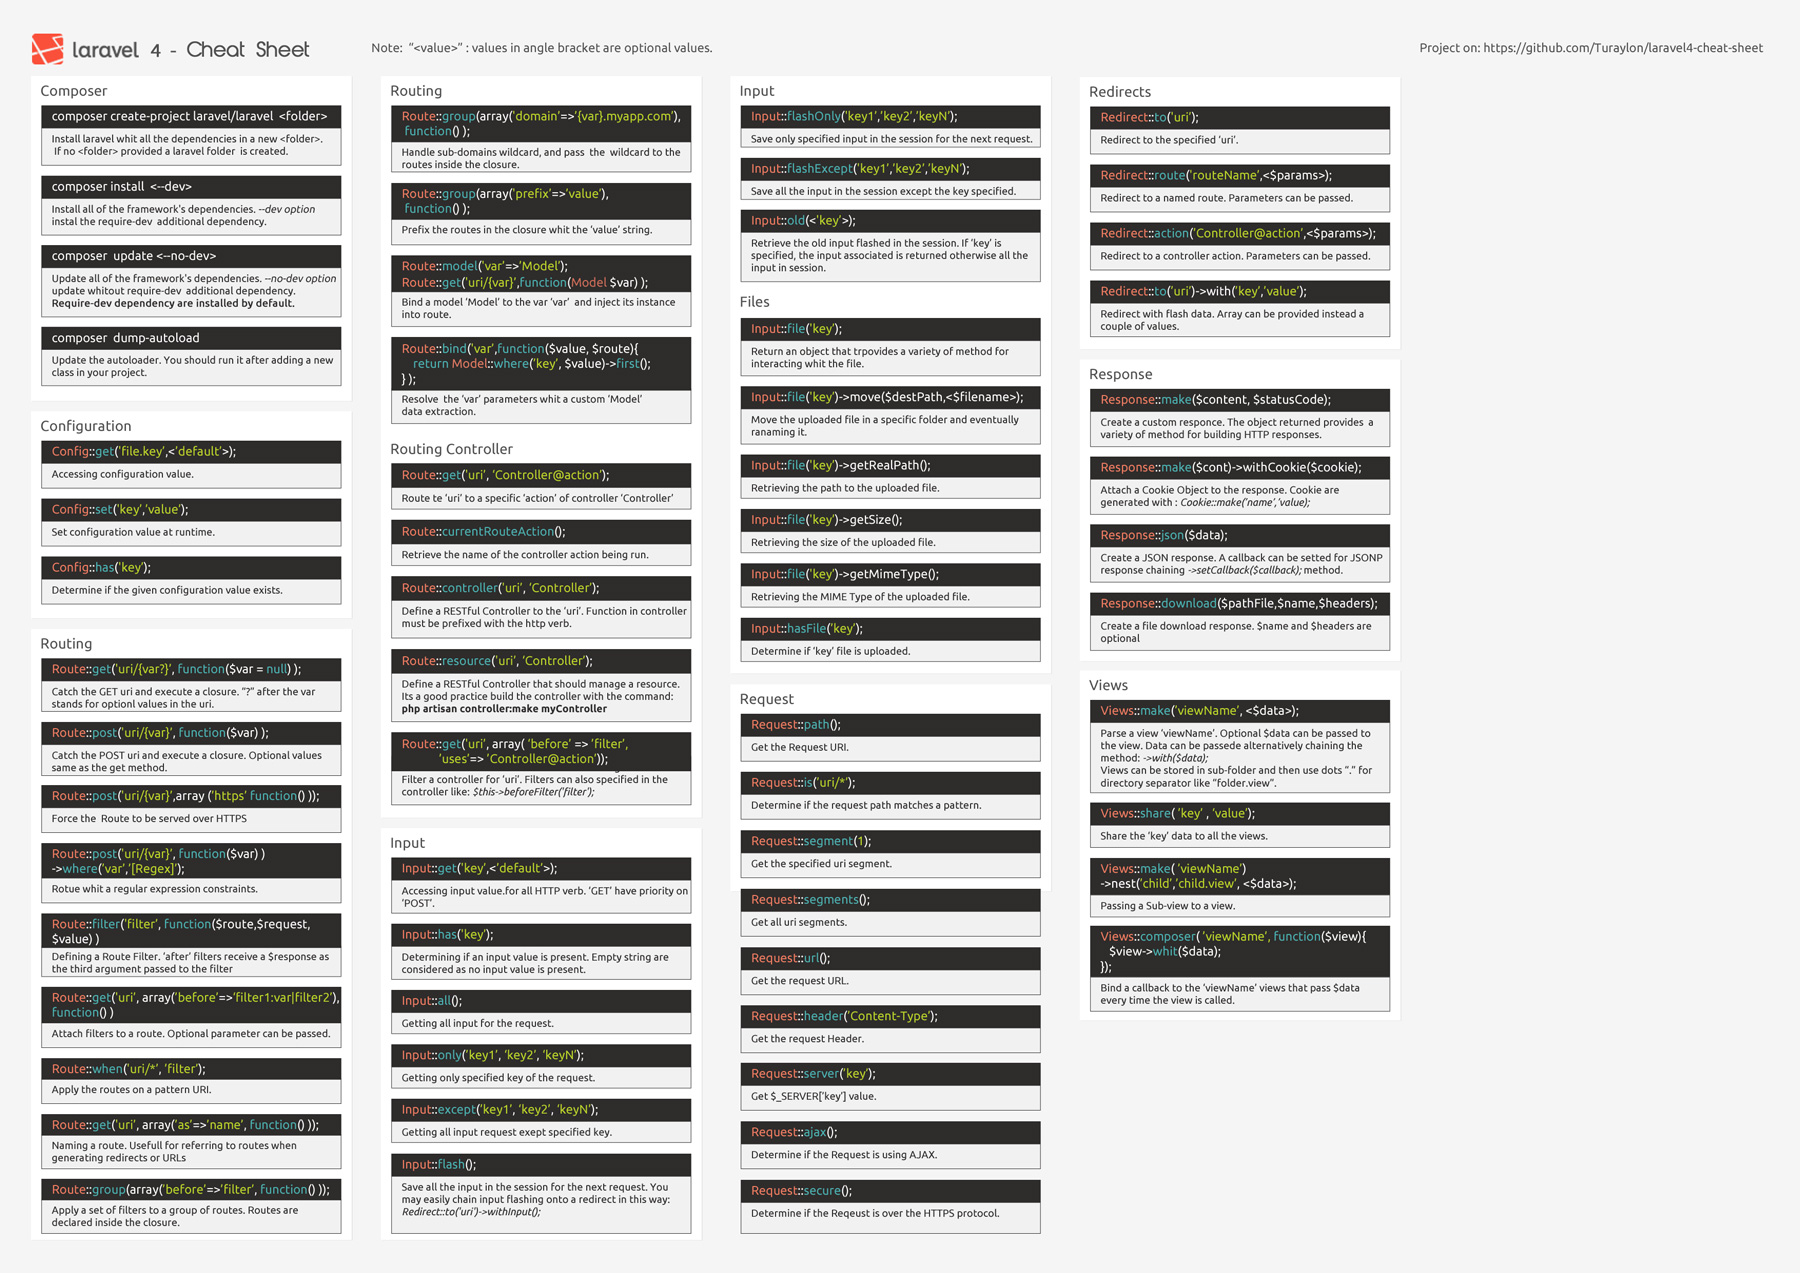 laravel 4 - Cheat Sheet
Note: “<value>” : values in angle bracket are optional values.
Project on: https://github.com/Turaylon/laravel4-cheat-sheet
Composer
composer create-project laravel/laravel <folder>
Install laravel whit all the dependencies in a new <folder>.
If no <folder> provided a laravel folder is created.
composer install <--dev>
Install all of the framework's dependencies. --dev option
instal the require-dev additional dependency.
composer update <--no-dev>
Update all of the framework's dependencies. --no-dev option
update whitout require-dev additional dependency.
Require-dev dependency are installed by default.
composer dump-autoload
Update the autoloader. You should run it after adding a new
class in your project.
Configuration
Config::get(‘file.key’,<‘default’>);
Accessing configuration value.
Config::set(‘key’,‘value’);
Set configuration value at runtime.
Config::has(‘key’);
Determine if the given configuration value exists.
Routing
Route::get(‘uri/{var?}’, function($var = null) );
Catch the GET uri and execute a closure. “?” after the var
stands for optionl values in the uri.
Route::post(‘uri/{var}’, function($var) );
Catch the POST uri and execute a closure. Optional values
same as the get method.
Route::post(‘uri/{var}’,array (‘https’ function() ));
Force the Route to be served over HTTPS
Route::post(‘uri/{var}’, function($var) )
->where(‘var’,‘[Regex]’);
Rotue whit a regular expression constraints.
Route::filter(‘filter’, function($route,$request,
$value) )
Defining a Route Filter. ‘after’ filters receive a $response as
the third argument passed to the filter
Route::get(‘uri’, array(‘before’=>‘filter1:var|filter2’),
function() )
Attach filters to a route. Optional parameter can be passed.
Route::when(‘uri/*’, ‘filter’);
Apply the routes on a pattern URI.
Route::get(‘uri’, array(‘as’=>‘name’, function() ));
Naming a route. Usefull for referring to routes when
generating redirects or URLs
Route::group(array(‘before’=>‘filter’, function() ));
Apply a set of filters to a group of routes. Routes are
declared inside the closure.
Routing
Route::group(array(‘domain’=>‘{var}.myapp.com’),
function() );
Handle sub-domains wildcard, and pass the wildcard to the
routes inside the closure.
Route::group(array(‘prefix’=>‘value’),
function() );
Prefix the routes in the closure whit the ‘value’ string.
Route::model(‘var’=>‘Model’);
Route::get(‘uri/{var}’,function(Model $var) );
Bind a model ‘Model’ to the var ‘var’ and inject its instance
into route.
Route::bind(‘var’,function($value, $route){
return Model::where(‘key’, $value)->first();
} );
Resolve the ‘var’ parameters whit a custom ‘Model’
data extraction.
Routing Controller
Route::get(‘uri’, ‘Controller@action’);
Route te ‘uri’ to a specific ‘action’ of controller ‘Controller’
Route::currentRouteAction();
Retrieve the name of the controller action being run.
Route::controller(‘uri’, ‘Controller’);
Define a RESTful Controller to the ‘uri’. Function in controller
must be prefixed with the http verb.
Route::resource(‘uri’, ‘Controller’);
Define a RESTful Controller that should manage a resource.
Its a good practice build the controller with the command:
php artisan controller:make myController
Route::get(‘uri’, array( ‘before’ => ‘filter’,
‘uses’=> ‘Controller@action’));
Filter a controller for ‘uri’. Filters can also specified in the
controller like: $this->beforeFilter(‘filter’);
Input
Input::get(‘key’,<‘default’>);
Accessing input value.for all HTTP verb. ‘GET’ have priority on
‘POST’.
Input::has(‘key’);
Determining if an input value is present. Empty string are
considered as no input value is present.
Input::all();
Getting all input for the request.
Input::only(‘key1’, ‘key2’, ‘keyN’);
Getting only specified key of the request.
Input::except(‘key1’, ‘key2’, ‘keyN’);
Getting all input request exept specified key.
Input::flash();
Save all the input in the session for the next request. You
may easily chain input flashing onto a redirect in this way:
Redirect::to(‘uri’)->withInput();
Input
Input::flashOnly(‘key1’,‘key2’,‘keyN’);
Save only specified input in the session for the next request.
Input::flashExcept(‘key1’,‘key2’,‘keyN’);
Save all the input in the session except the key specified.
Input::old(<‘key’>);
Retrieve the old input flashed in the session. If ‘key’ is
specified, the input associated is returned otherwise all the
input in session.
Files
Input::file(‘key’);
Return an object that trpovides a variety of method for
interacting whit the file.
Input::file(‘key’)->move($destPath,<$filename>);
Move the uploaded file in a specific folder and eventually
ranaming it.
Input::file(‘key’)->getRealPath();
Retrieving the path to the uploaded file.
Input::file(‘key’)->getSize();
Retrieving the size of the uploaded file.
Input::file(‘key’)->getMimeType();
Retrieving the MIME Type of the uploaded file.
Input::hasFile(‘key’);
Determine if ‘key’ file is uploaded.
Request
Request::path();
Get the Request URI.
Request::is(‘uri/*’);
Determine if the request path matches a pattern.
Request::segment(1);
Get the specified uri segment.
Request::segments();
Get all uri segments.
Request::url();
Get the request URL.
Request::header(‘Content-Type’);
Get the request Header.
Request::server(‘key’);
Get $_SERVER[‘key’] value.
Request::ajax();
Determine if the Request is using AJAX.
Request::secure();
Determine if the Reqeust is over the HTTPS protocol.
Redirects
Redirect::to(‘uri’);
Redirect to the specified ‘uri’.
Redirect::route(‘routeName’,<$params>);
Redirect to a named route. Parameters can be passed.
Redirect::action(‘Controller@action’,<$params>);
Redirect to a controller action. Parameters can be passed.
Redirect::to(‘uri’)->with(‘key’,‘value’);
Redirect with flash data. Array can be provided instead a
couple of values.
Response
Response::make($content, $statusCode);
Create a custom responce. The object returned provides a
variety of method for building HTTP responses.
Response::make($cont)->withCookie($cookie);
Attach a Cookie Object to the response. Cookie are
generated with : Cookie::make(‘name’, ‘value);
Response::json($data);
Create a JSON response. A callback can be setted for JSONP
response chaining ->setCallback($callback); method.
Response::download($pathFile,$name,$headers);
Create a file download response. $name and $headers are
optional
Views
Views::make(‘viewName’, <$data>);
Parse a view ‘viewName’. Optional $data can be passed to
the view. Data can be passede alternatively chaining the
method: ->with($data);
Views can be stored in sub-folder and then use dots “.” for
directory separator like “folder.view”.
Views::share( ‘key’ , ‘value’);
Share the ‘key’ data to all the views.
Views::make( ‘viewName’)
->nest(‘child’,‘child.view’, <$data>);
Passing a Sub-view to a view.
Views::composer( ‘viewName’, function($view){
$view->whit($data);
});
Bind a callback to the ‘viewName’ views that pass $data
every time the view is called.